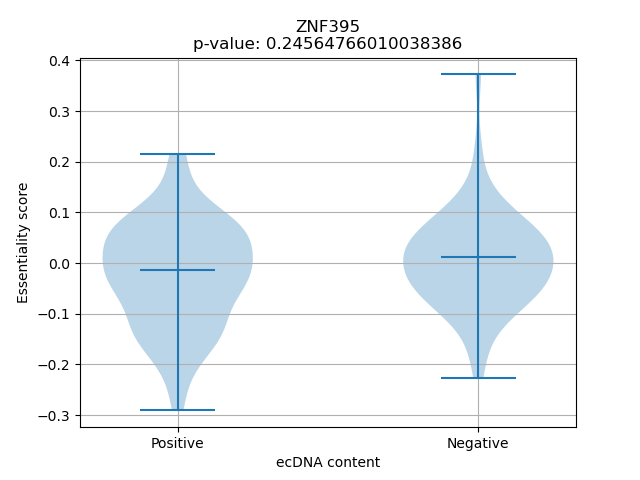 ZNF395
p-value: 0.24564766010038386
Essentiality score
0.4
0.3
0.2
0.1
0.0
−0.1
−0.2
−0.3
Positive
Negative
ecDNA content